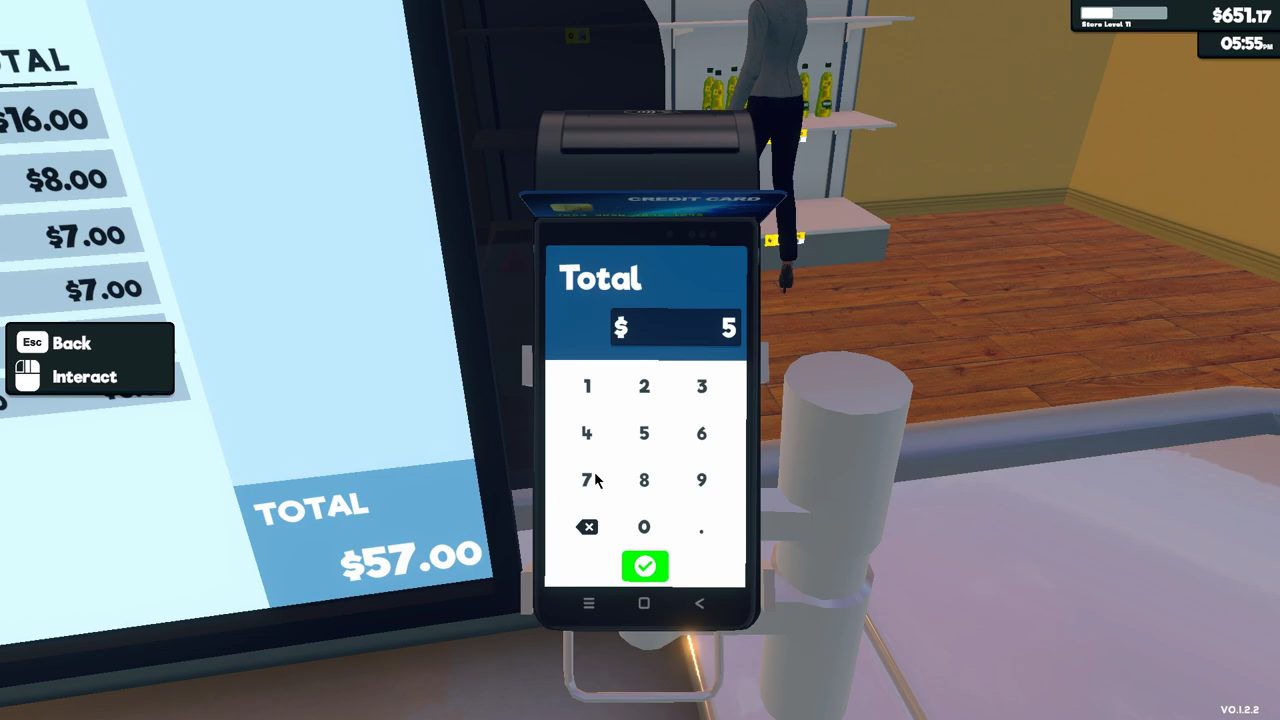 OTAL
$16.00
$8.00
$7.00
$7.00
Esc Back
Interact
TOTAL
$57.00
CREDIT CARD
Total
$ 5
1 2 3
4 5 6
7 8 9
0 .
Store Level 11
$651.17
05:55PM
V0.1.2.2